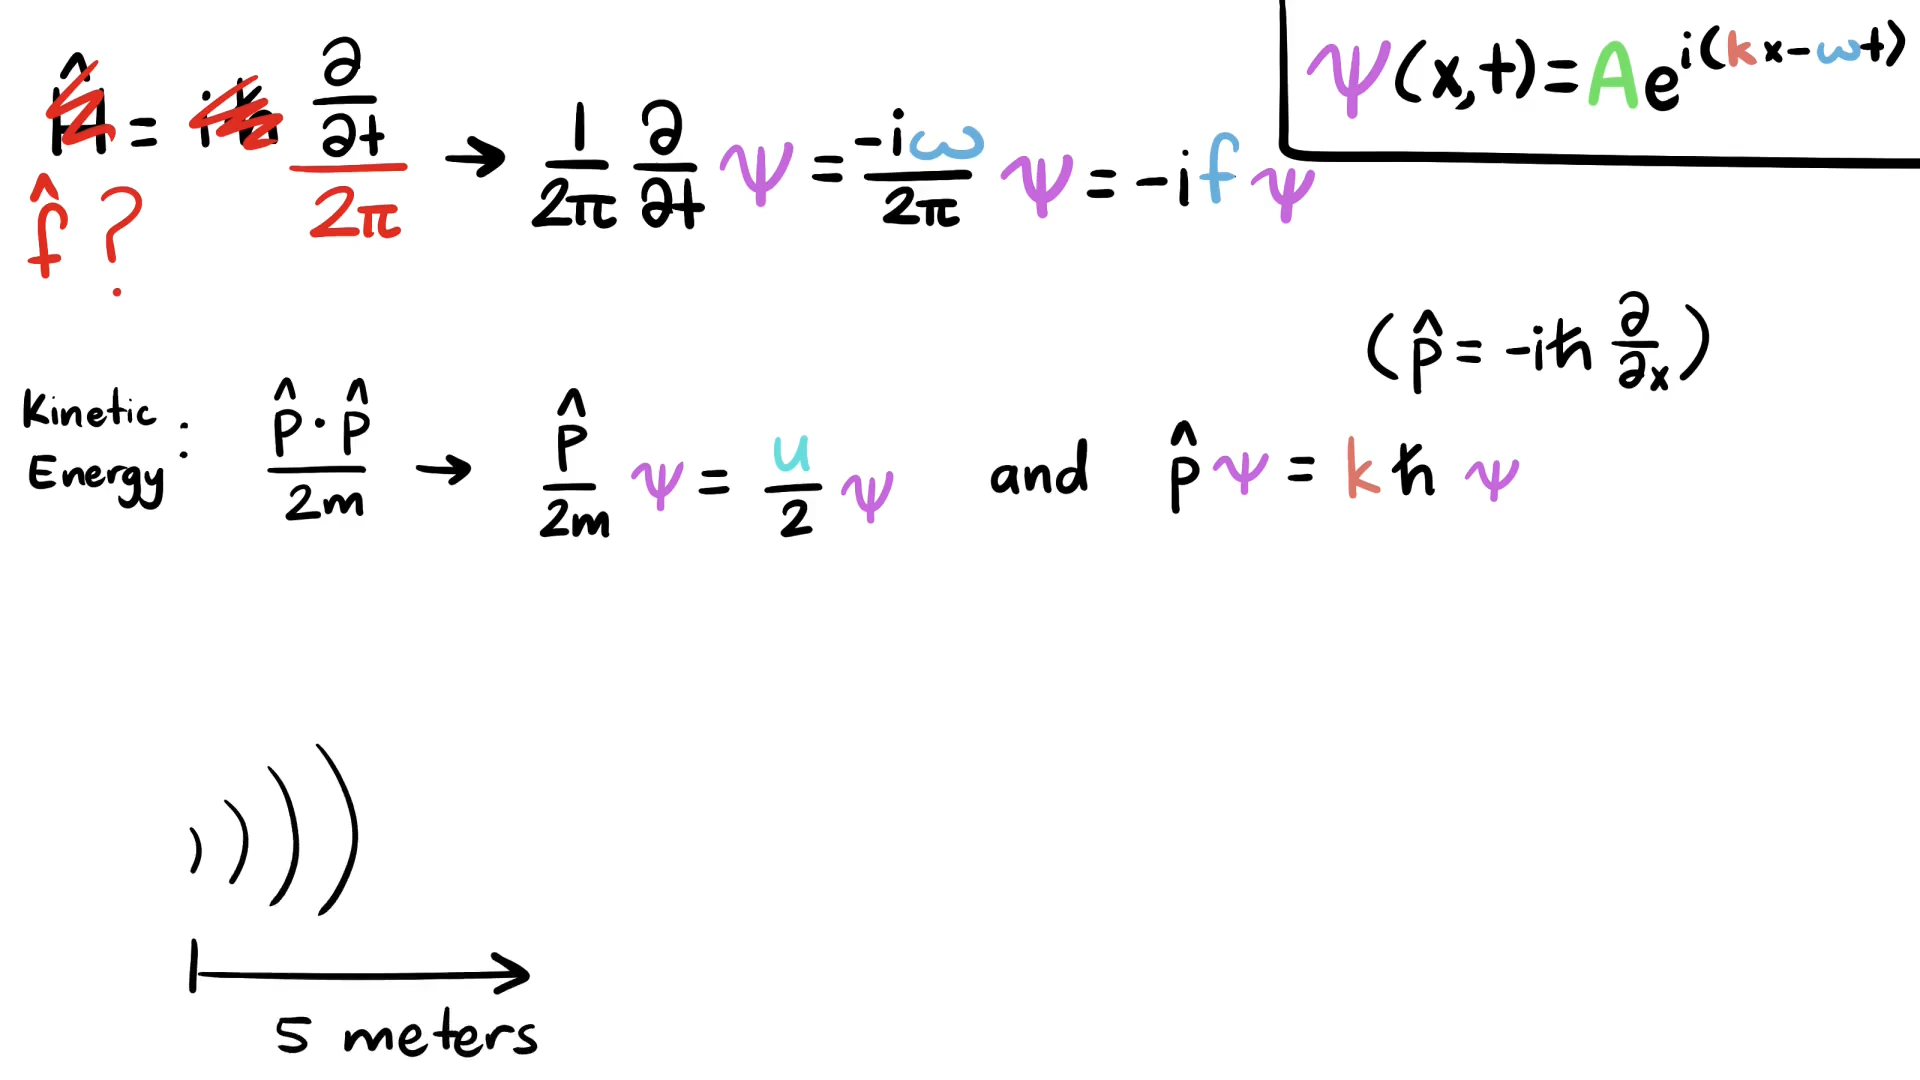 Ψ(x,t)=Ae^{i(kx-ωt)}
Ĥ = iħ ∂/∂t / 2π → 1/2π ∂/∂t Ψ = -iω/2π Ψ = -if Ψ
f̂ ?
(p̂ = -iħ ∂/∂x)
Kinetic Energy : p̂·p̂/2m → p̂/2m Ψ = u/2 Ψ and p̂Ψ = kħ Ψ
5 meters